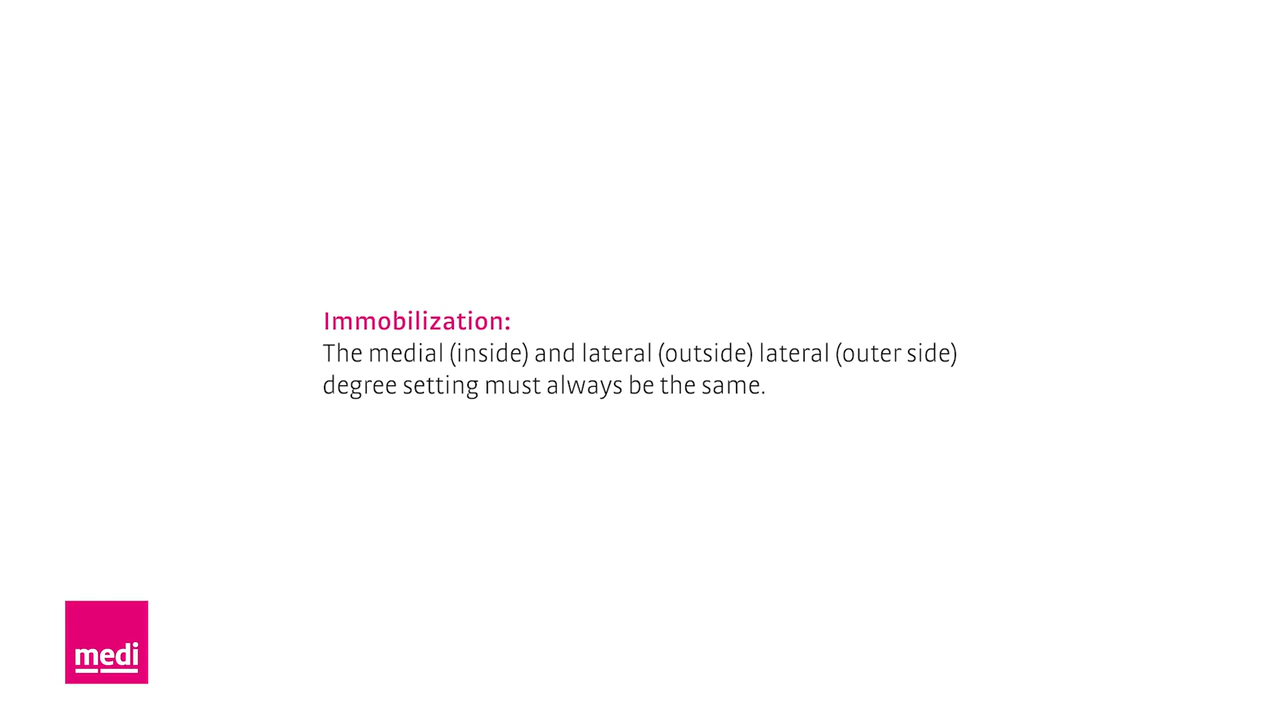 Immobilization:
The medial (inside) and lateral (outside) lateral (outer side)
degree setting must always be the same.
medi